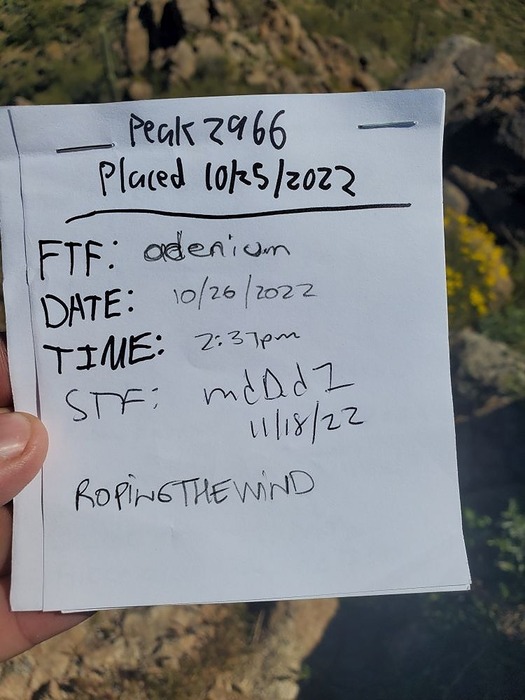 Peak 2966
Placed 10/25/2022
FTF: adenium
DATE: 10/26/2022
TIME: 2:37pm
STF: mdDdI
11/18/22
ROPINGTHEWIND